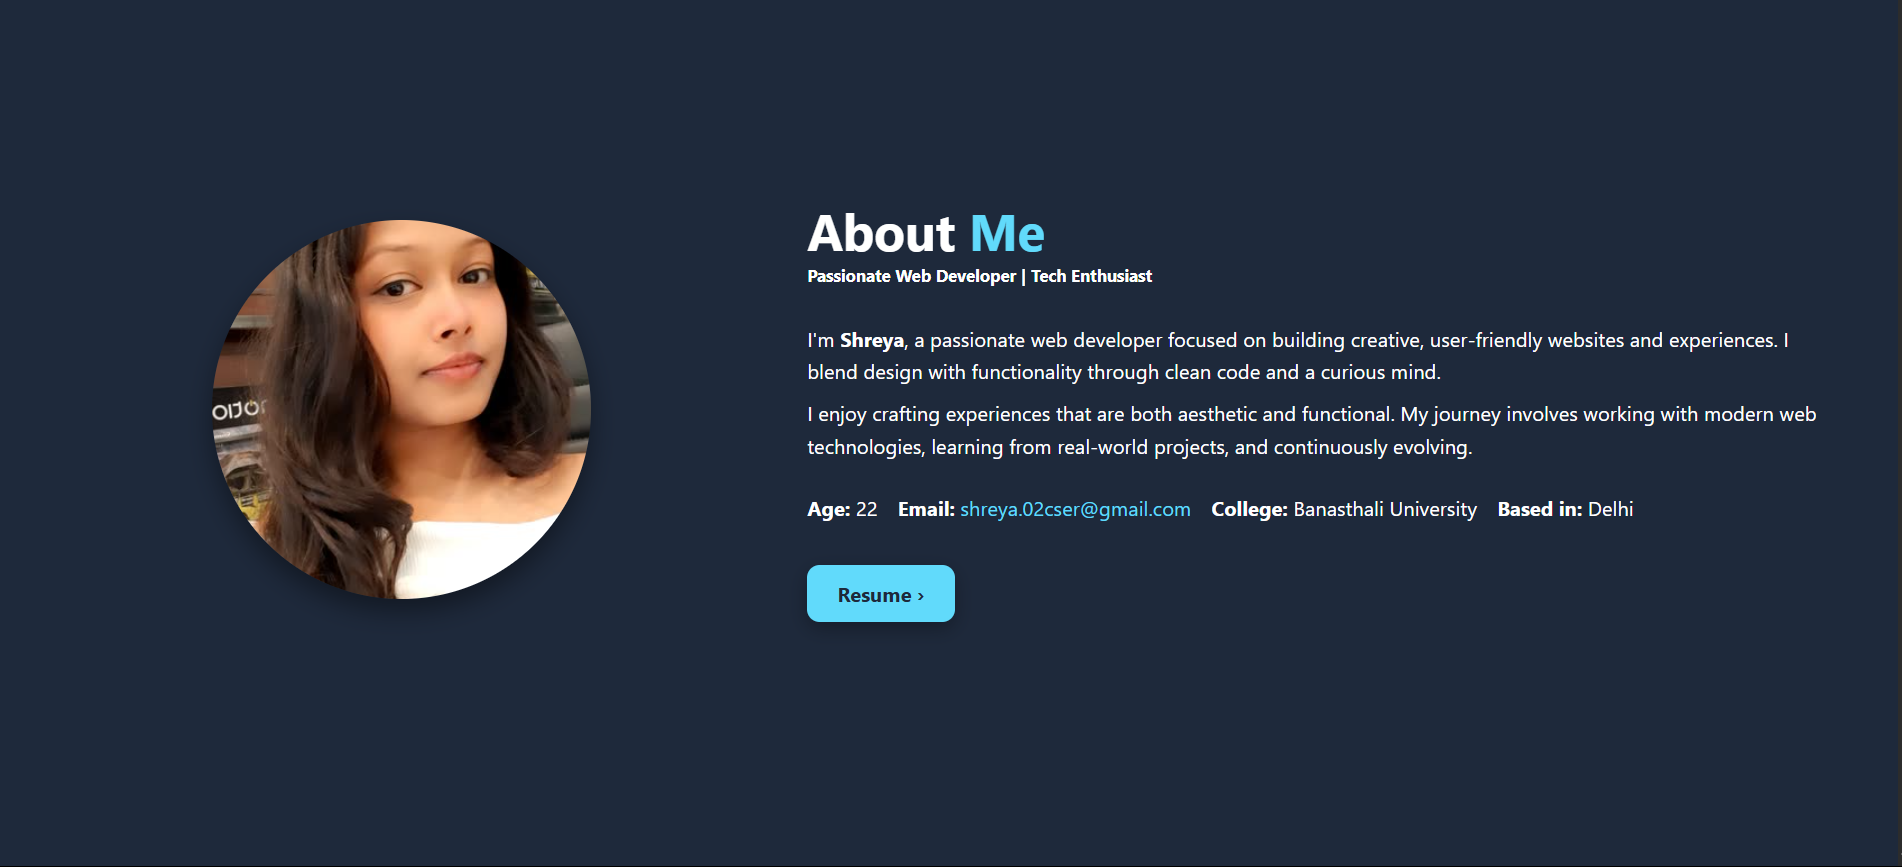 About Me
Passionate Web Developer | Tech Enthusiast
I'm Shreya, a passionate web developer focused on building creative, user-friendly websites and experiences. I
blend design with functionality through clean code and a curious mind.
I enjoy crafting experiences that are both aesthetic and functional. My journey involves working with modern web
technologies, learning from real-world projects, and continuously evolving.
Age: 22 Email: shreya.02cser@gmail.com College: Banasthali University Based in: Delhi
Resume ›